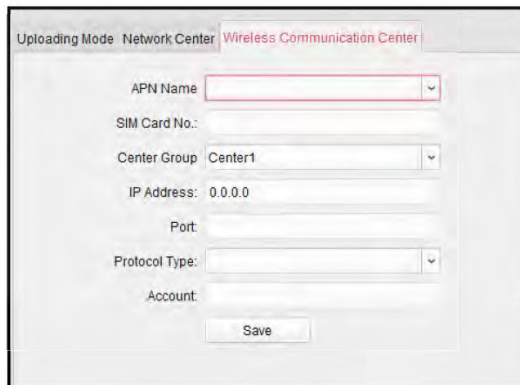 Uploading Mode Network Center Wireless Communication Center
APN Name
SIM Card No.:
Center Group Center1
IP Address: 0.0.0.0
Port:
Protocol Type:
Account:
Save